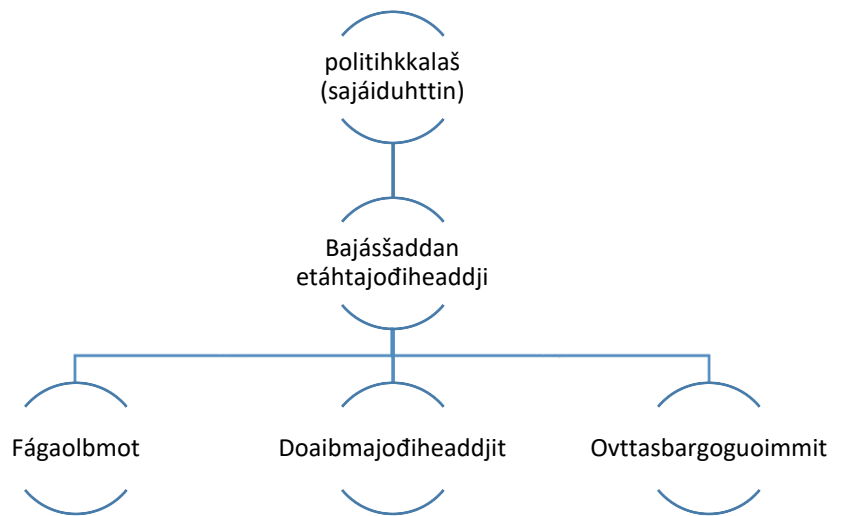 politihkkalaš
(sajáiduhttin)
Bajásšaddan
etáhtajođiheaddji
Fágaolbmot
Doaibmajođiheaddjit
Ovttasbargoguoimmit